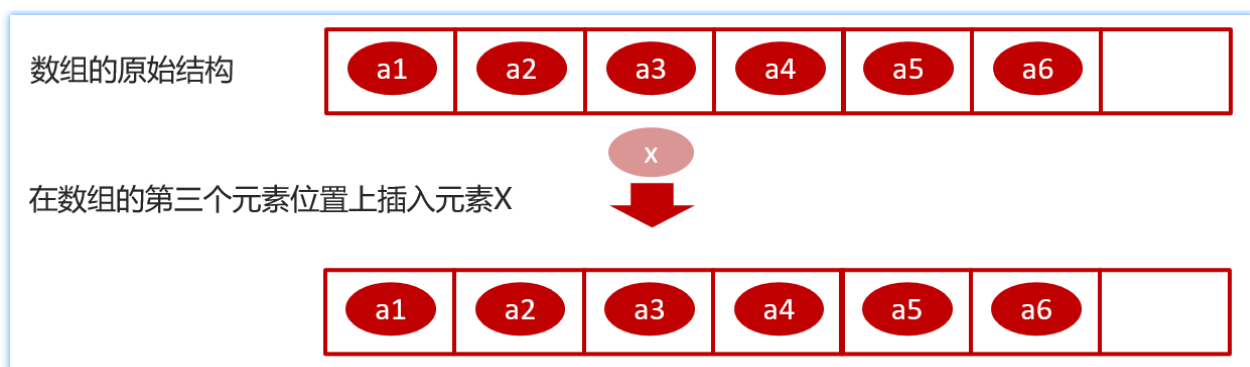 数组的原始结构
a1 a2 a3 a4 a5 a6
x
在数组的第三个元素位置上插入元素X
a1 a2 a3 a4 a5 a6